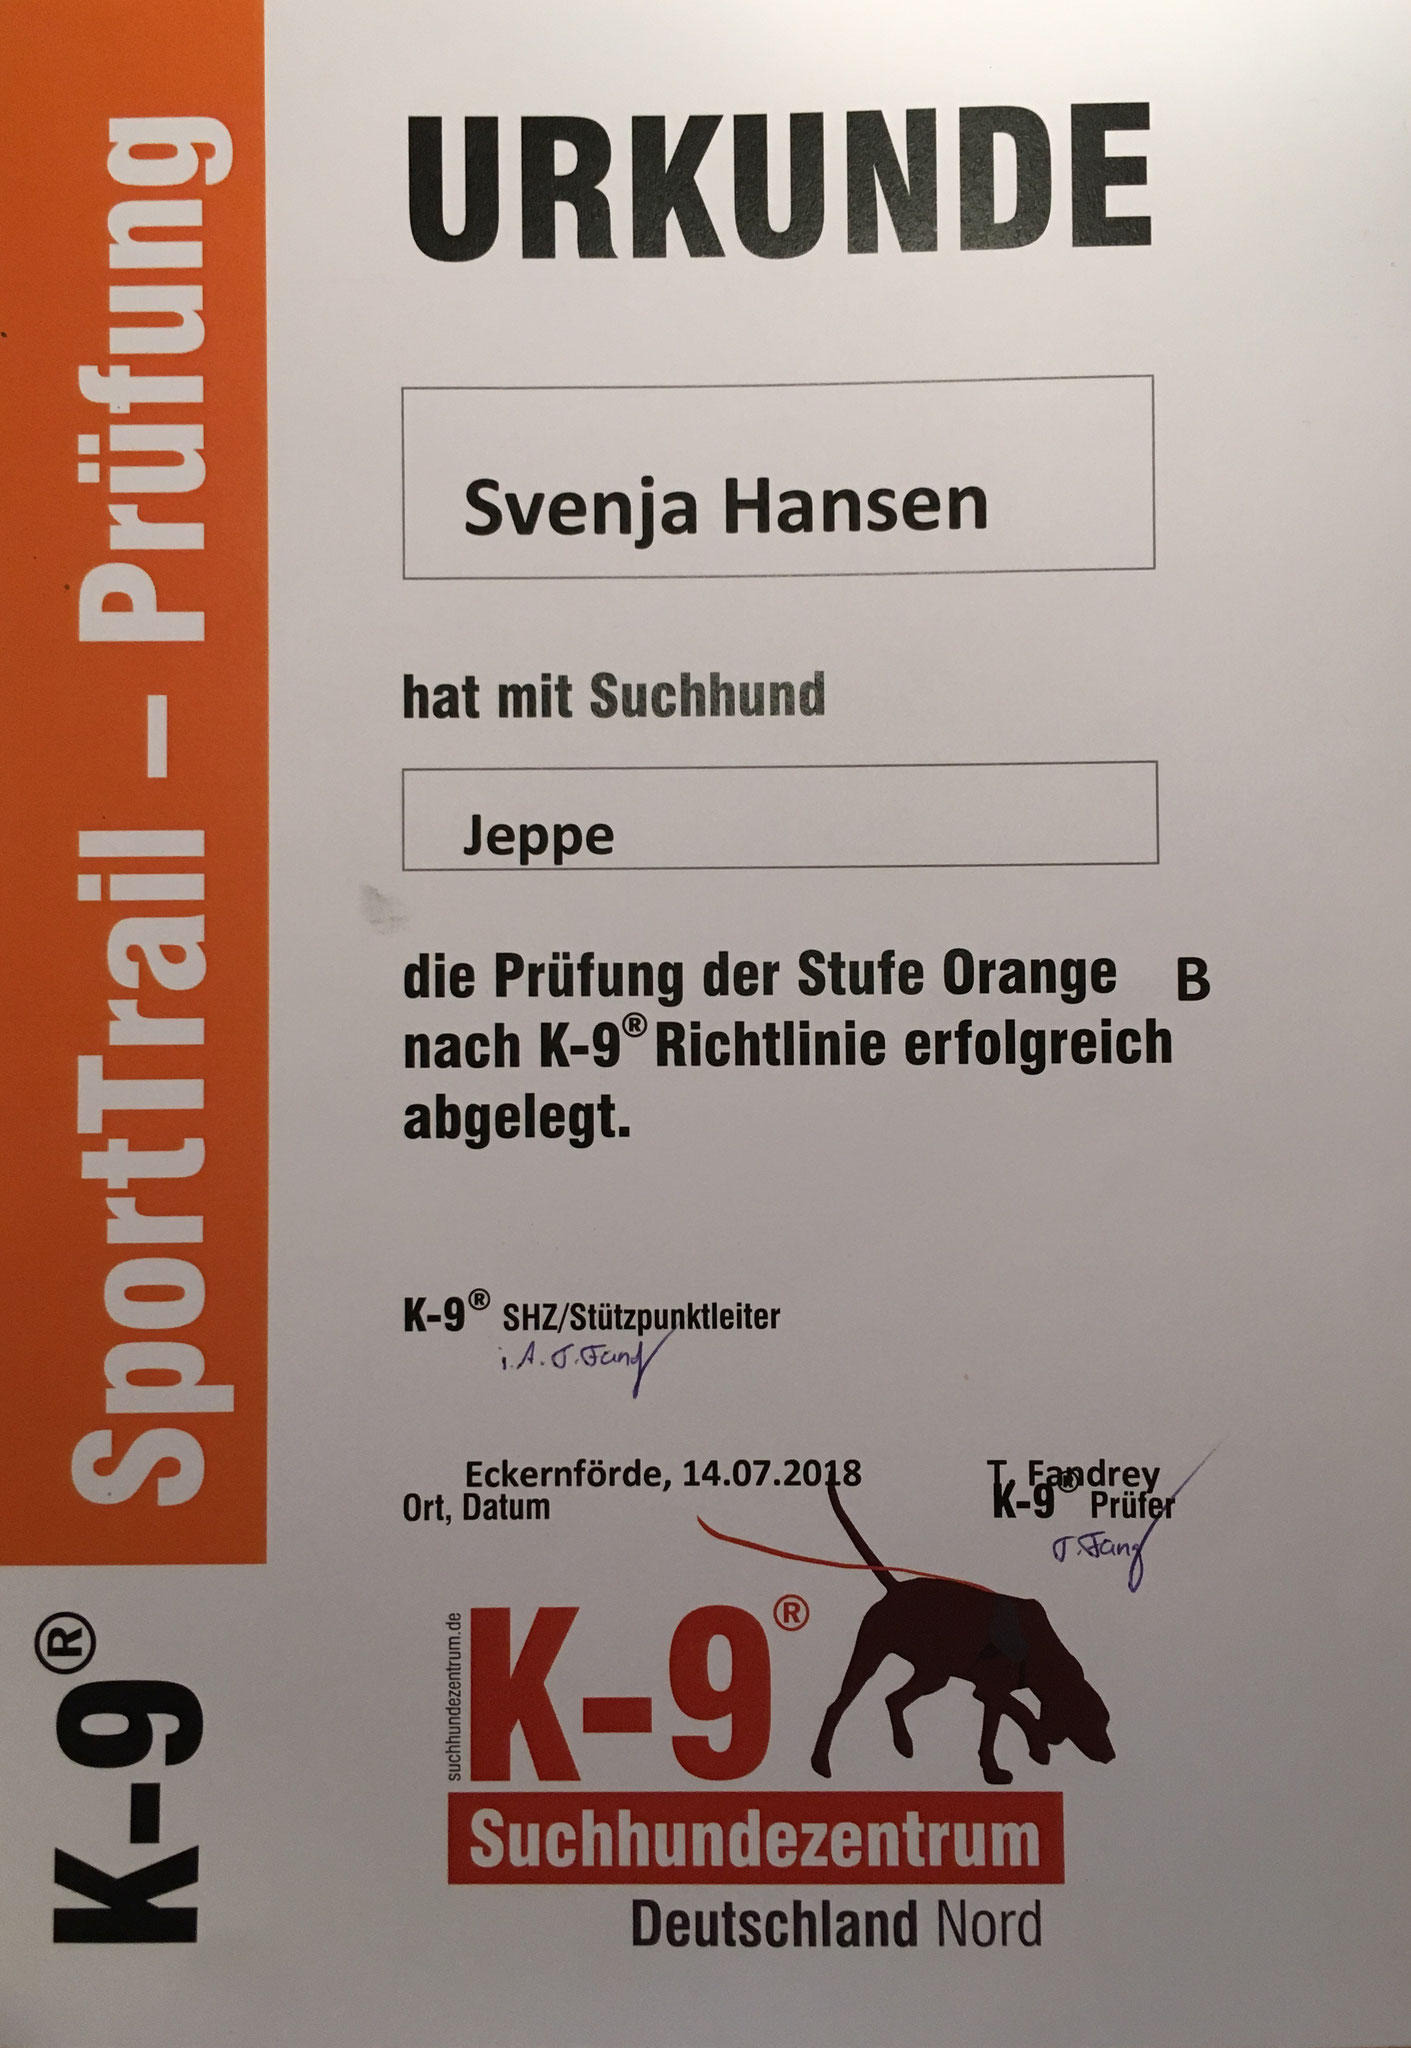 URKUNDE
Svenja Hansen
hat mit Suchhund
Jeppe
die Prüfung der Stufe Orange B
nach K-9® Richtlinie erfolgreich
abgelegt.
K-9® SHZ/Stützpunktleiter
i.A. T. Fand
Eckernförde, 14.07.2018
Ort, Datum
T. Fandrey
K-9® Prüfer
suchhundezentrum.de
K-9®
Suchhundezentrum
Deutschland Nord
K-9® SportTrail – Prüfung